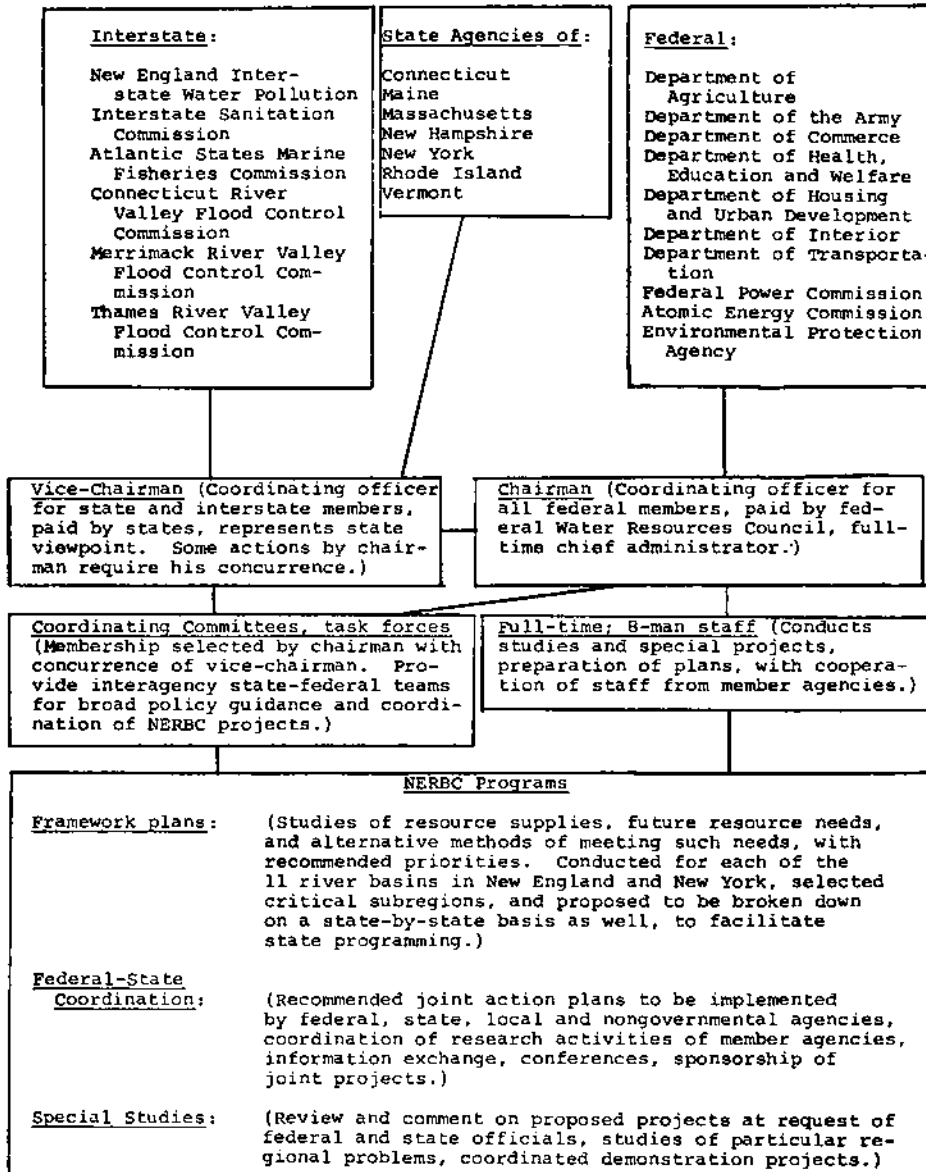 Interstate:
New England Inter-
state Water Pollution
Interstate Sanitation
Commission
Atlantic States Marine
Fisheries Commission
Connecticut River
Valley Flood Control
Commission
Merrimack River Valley
Flood Control Com-
mission
Thames River Valley
Flood Control Com-
mission
State Agencies of:
Connecticut
Maine
Massachusetts
New Hampshire
New York
Rhode Island
Vermont
Federal:
Department of
Agriculture
Department of the Army
Department of Commerce
Department of Health,
Education and Welfare
Department of Housing
and Urban Development
Department of Interior
Department of Transporta-
tion
Federal Power Commission
Atomic Energy Commission
Environmental Protection
Agency
Vice-Chairman (Coordinating officer
for state and interstate members,
paid by states, represents state
viewpoint. Some actions by chair-
man require his concurrence.)
Chairman (Coordinating officer for
all federal members, paid by fed-
eral Water Resources Council, full-
time chief administrator.)
Coordinating Committees, task forces
(Membership selected by chairman with
concurrence of vice-chairman. Pro-
vide interagency state-federal teams
for broad policy guidance and coordi-
nation of NERBC projects.)
Full-time; 8-man staff (Conducts
studies and special projects,
preparation of plans, with coopera-
tion of staff from member agencies.)
NERBC Programs
Framework plans: (Studies of resource supplies, future resource needs,
and alternative methods of meeting such needs, with
recommended priorities. Conducted for each of the
11 river basins in New England and New York, selected
critical subregions, and proposed to be broken down
on a state-by-state basis as well, to facilitate
state programming.)
Federal-State
Coordination: (Recommended joint action plans to be implemented
by federal, state, local and nongovernmental agencies,
coordination of research activities of member agencies,
information exchange, conferences, sponsorship of
joint projects.)
Special Studies: (Review and comment on proposed projects at request of
federal and state officials, studies of particular re-
gional problems, coordinated demonstration projects.)